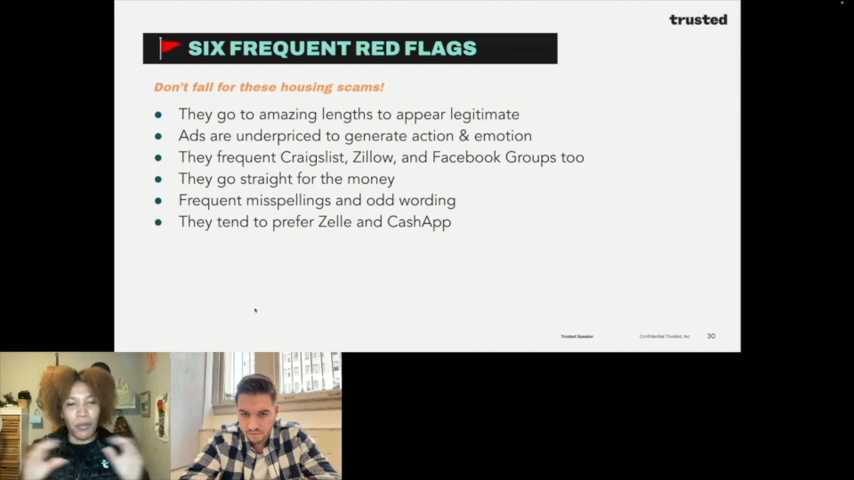 trusted
SIX FREQUENT RED FLAGS
Don't fall for these housing scams!
● They go to amazing lengths to appear legitimate
● Ads are underpriced to generate action & emotion
● They frequent Craigslist, Zillow, and Facebook Groups too
● They go straight for the money
● Frequent misspellings and odd wording
● They tend to prefer Zelle and CashApp
Trusted Speaker
Confidential Trusted, Inc
30